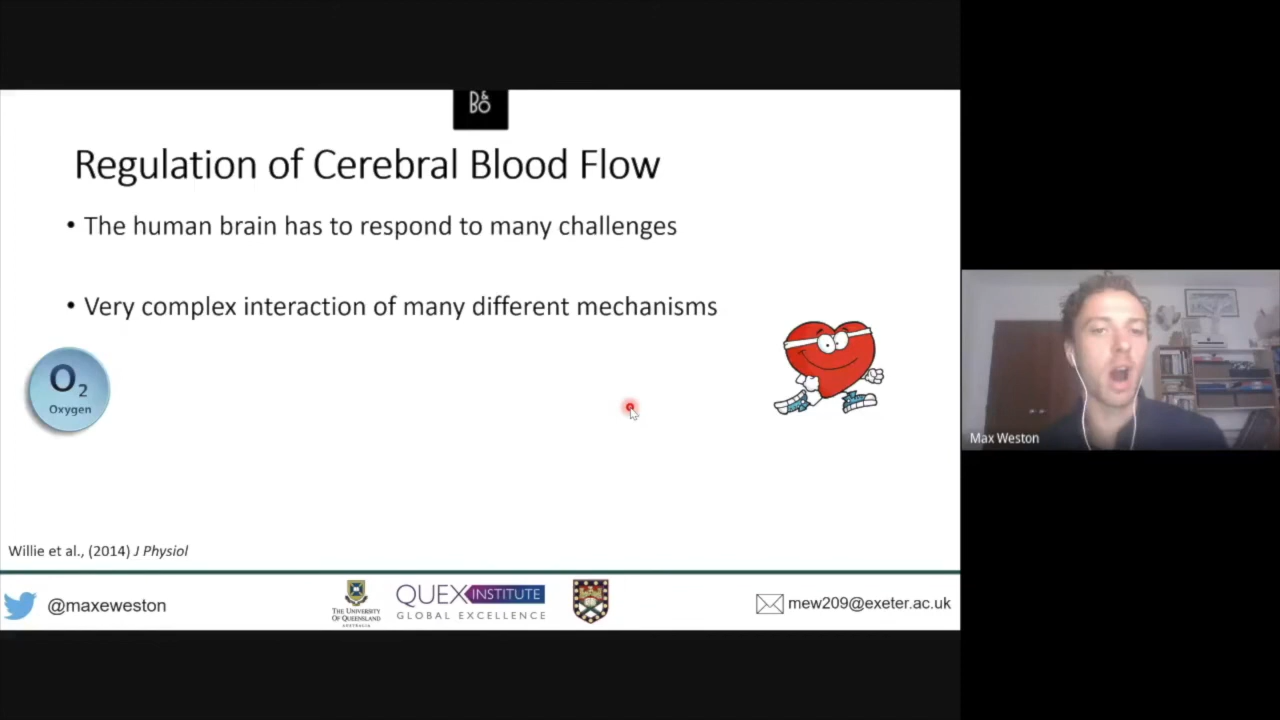 B&
BO
Regulation of Cerebral Blood Flow
• The human brain has to respond to many challenges
• Very complex interaction of many different mechanisms
O2
Oxygen
Max Weston
Willie et al., (2014) J Physiol
@maxeweston
THE UNIVERSITY
OF QUEENSLAND
AUSTRALIA
QUEX INSTITUTE
GLOBAL EXCELLENCE
mew209@exeter.ac.uk